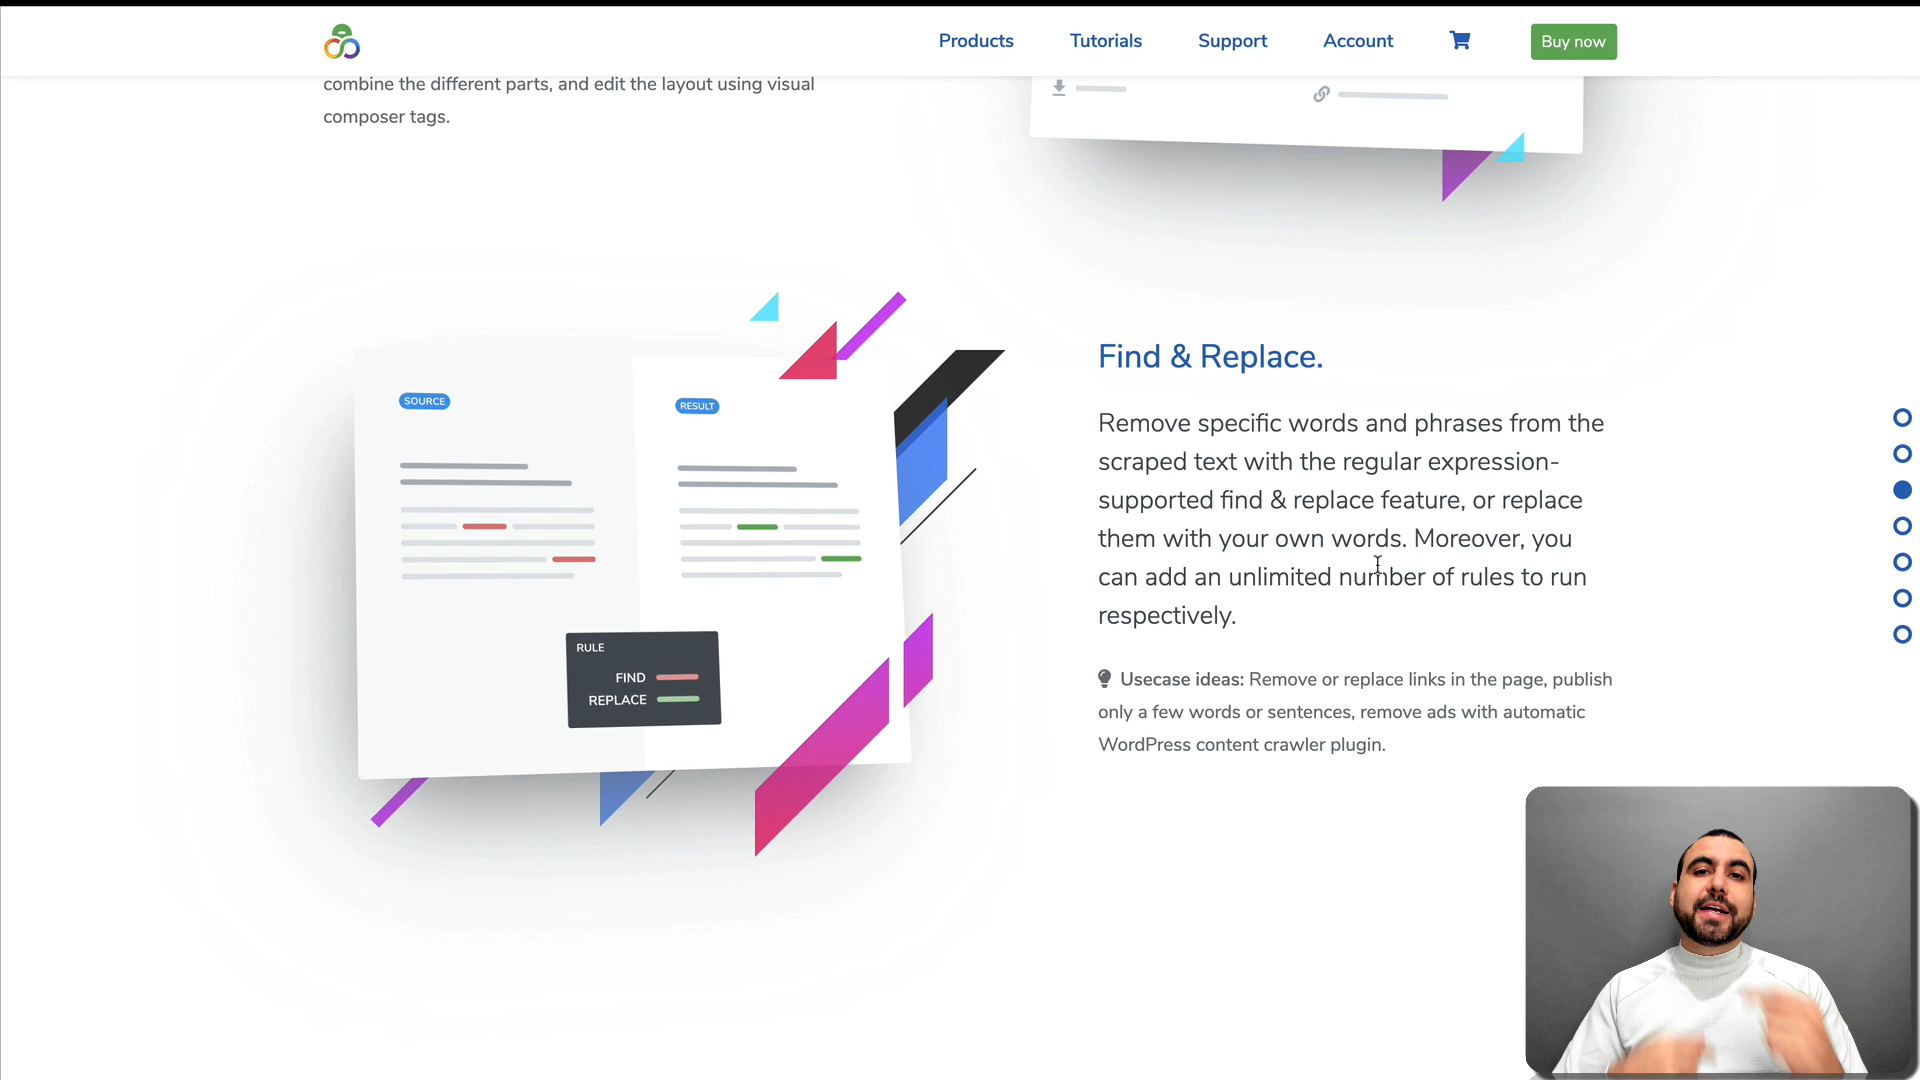 Products
Tutorials
Support
Account
Buy now
combine the different parts, and edit the layout using visual
composer tags.
SOURCE
RESULT
RULE
FIND
REPLACE
Find & Replace.
Remove specific words and phrases from the
scraped text with the regular expression-
supported find & replace feature, or replace
them with your own words. Moreover, you
can add an unlimited number of rules to run
respectively.
Usecase ideas: Remove or replace links in the page, publish
only a few words or sentences, remove ads with automatic
WordPress content crawler plugin.